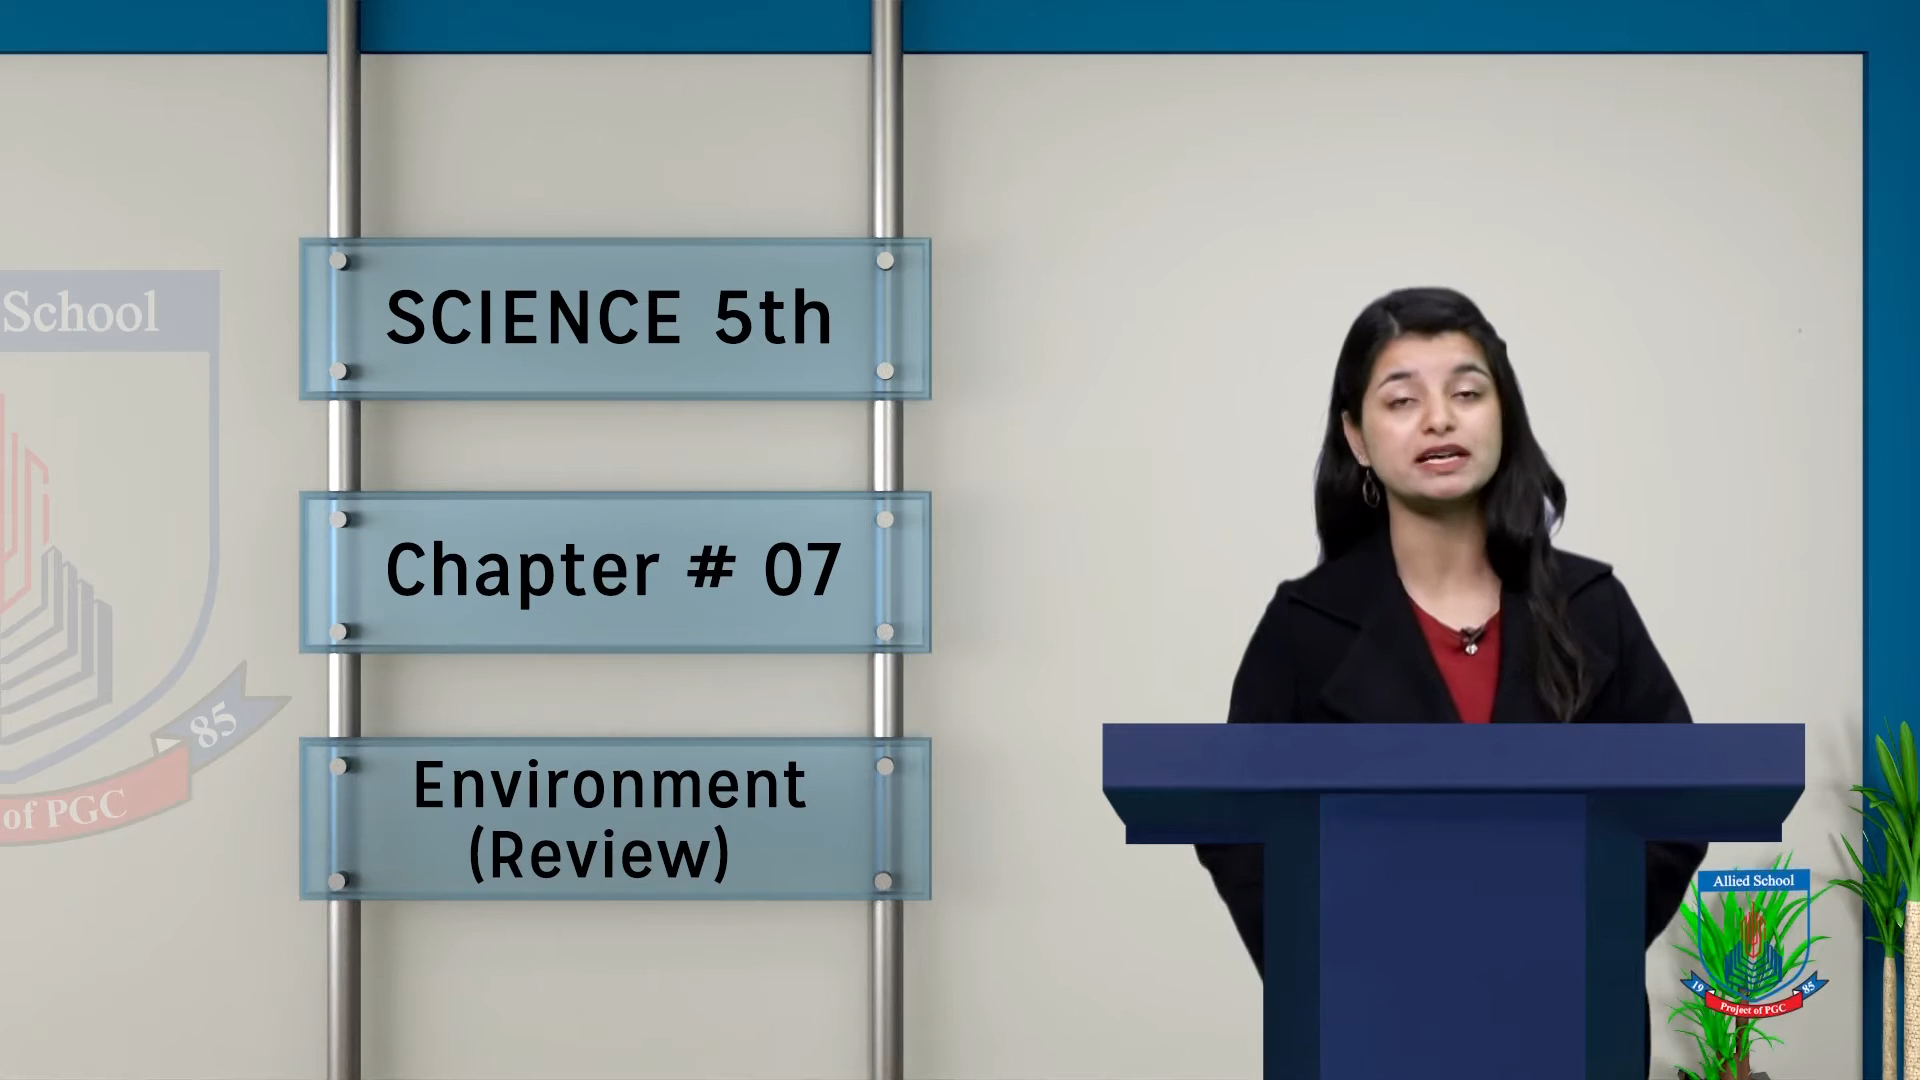 SCIENCE 5th
Chapter # 07
Environment
(Review)
School
85
of PGC
Allied School
19
85
Project of PGC